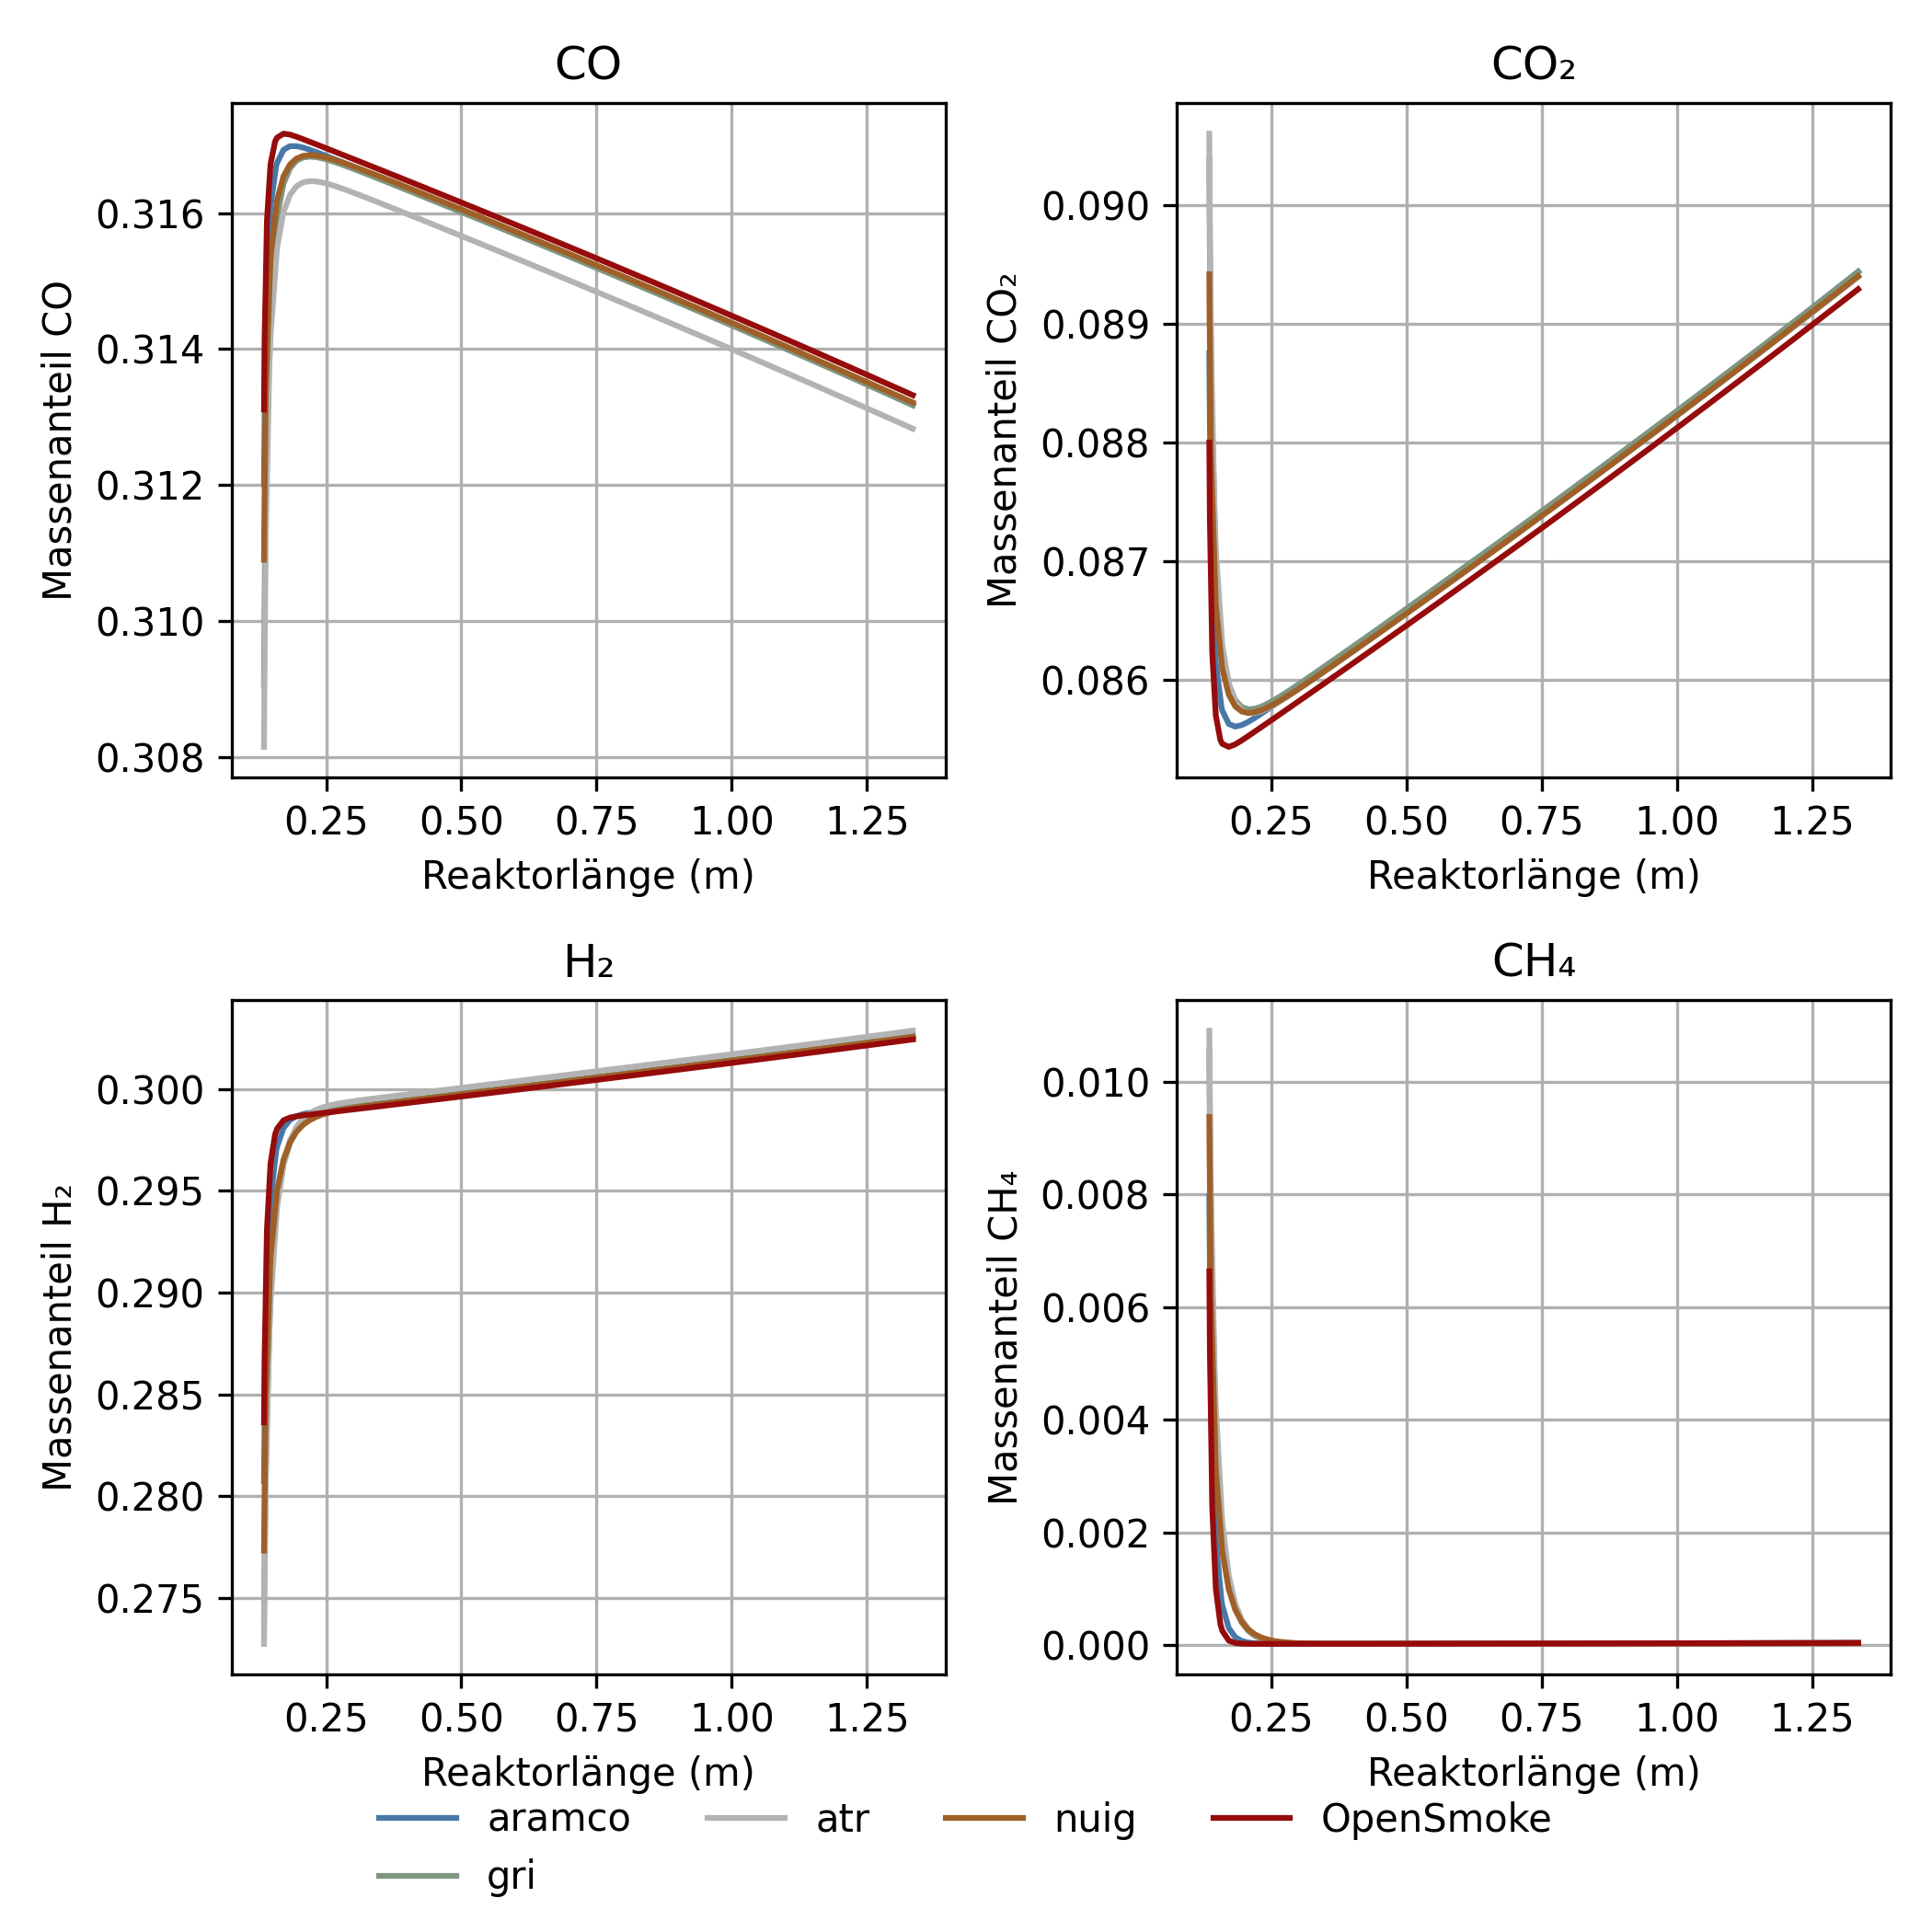 CO
Massenanteil CO
0.316
0.314
0.312
0.310
0.308
0.25 0.50 0.75 1.00 1.25
Reaktorlänge (m)
CO₂
Massenanteil CO₂
0.090
0.089
0.088
0.087
0.086
0.25 0.50 0.75 1.00 1.25
Reaktorlänge (m)
H₂
Massenanteil H₂
0.300
0.295
0.290
0.285
0.280
0.275
0.25 0.50 0.75 1.00 1.25
Reaktorlänge (m)
CH₄
Massenanteil CH₄
0.010
0.008
0.006
0.004
0.002
0.000
0.25 0.50 0.75 1.00 1.25
Reaktorlänge (m)
aramco atr nuig OpenSmoke
gri